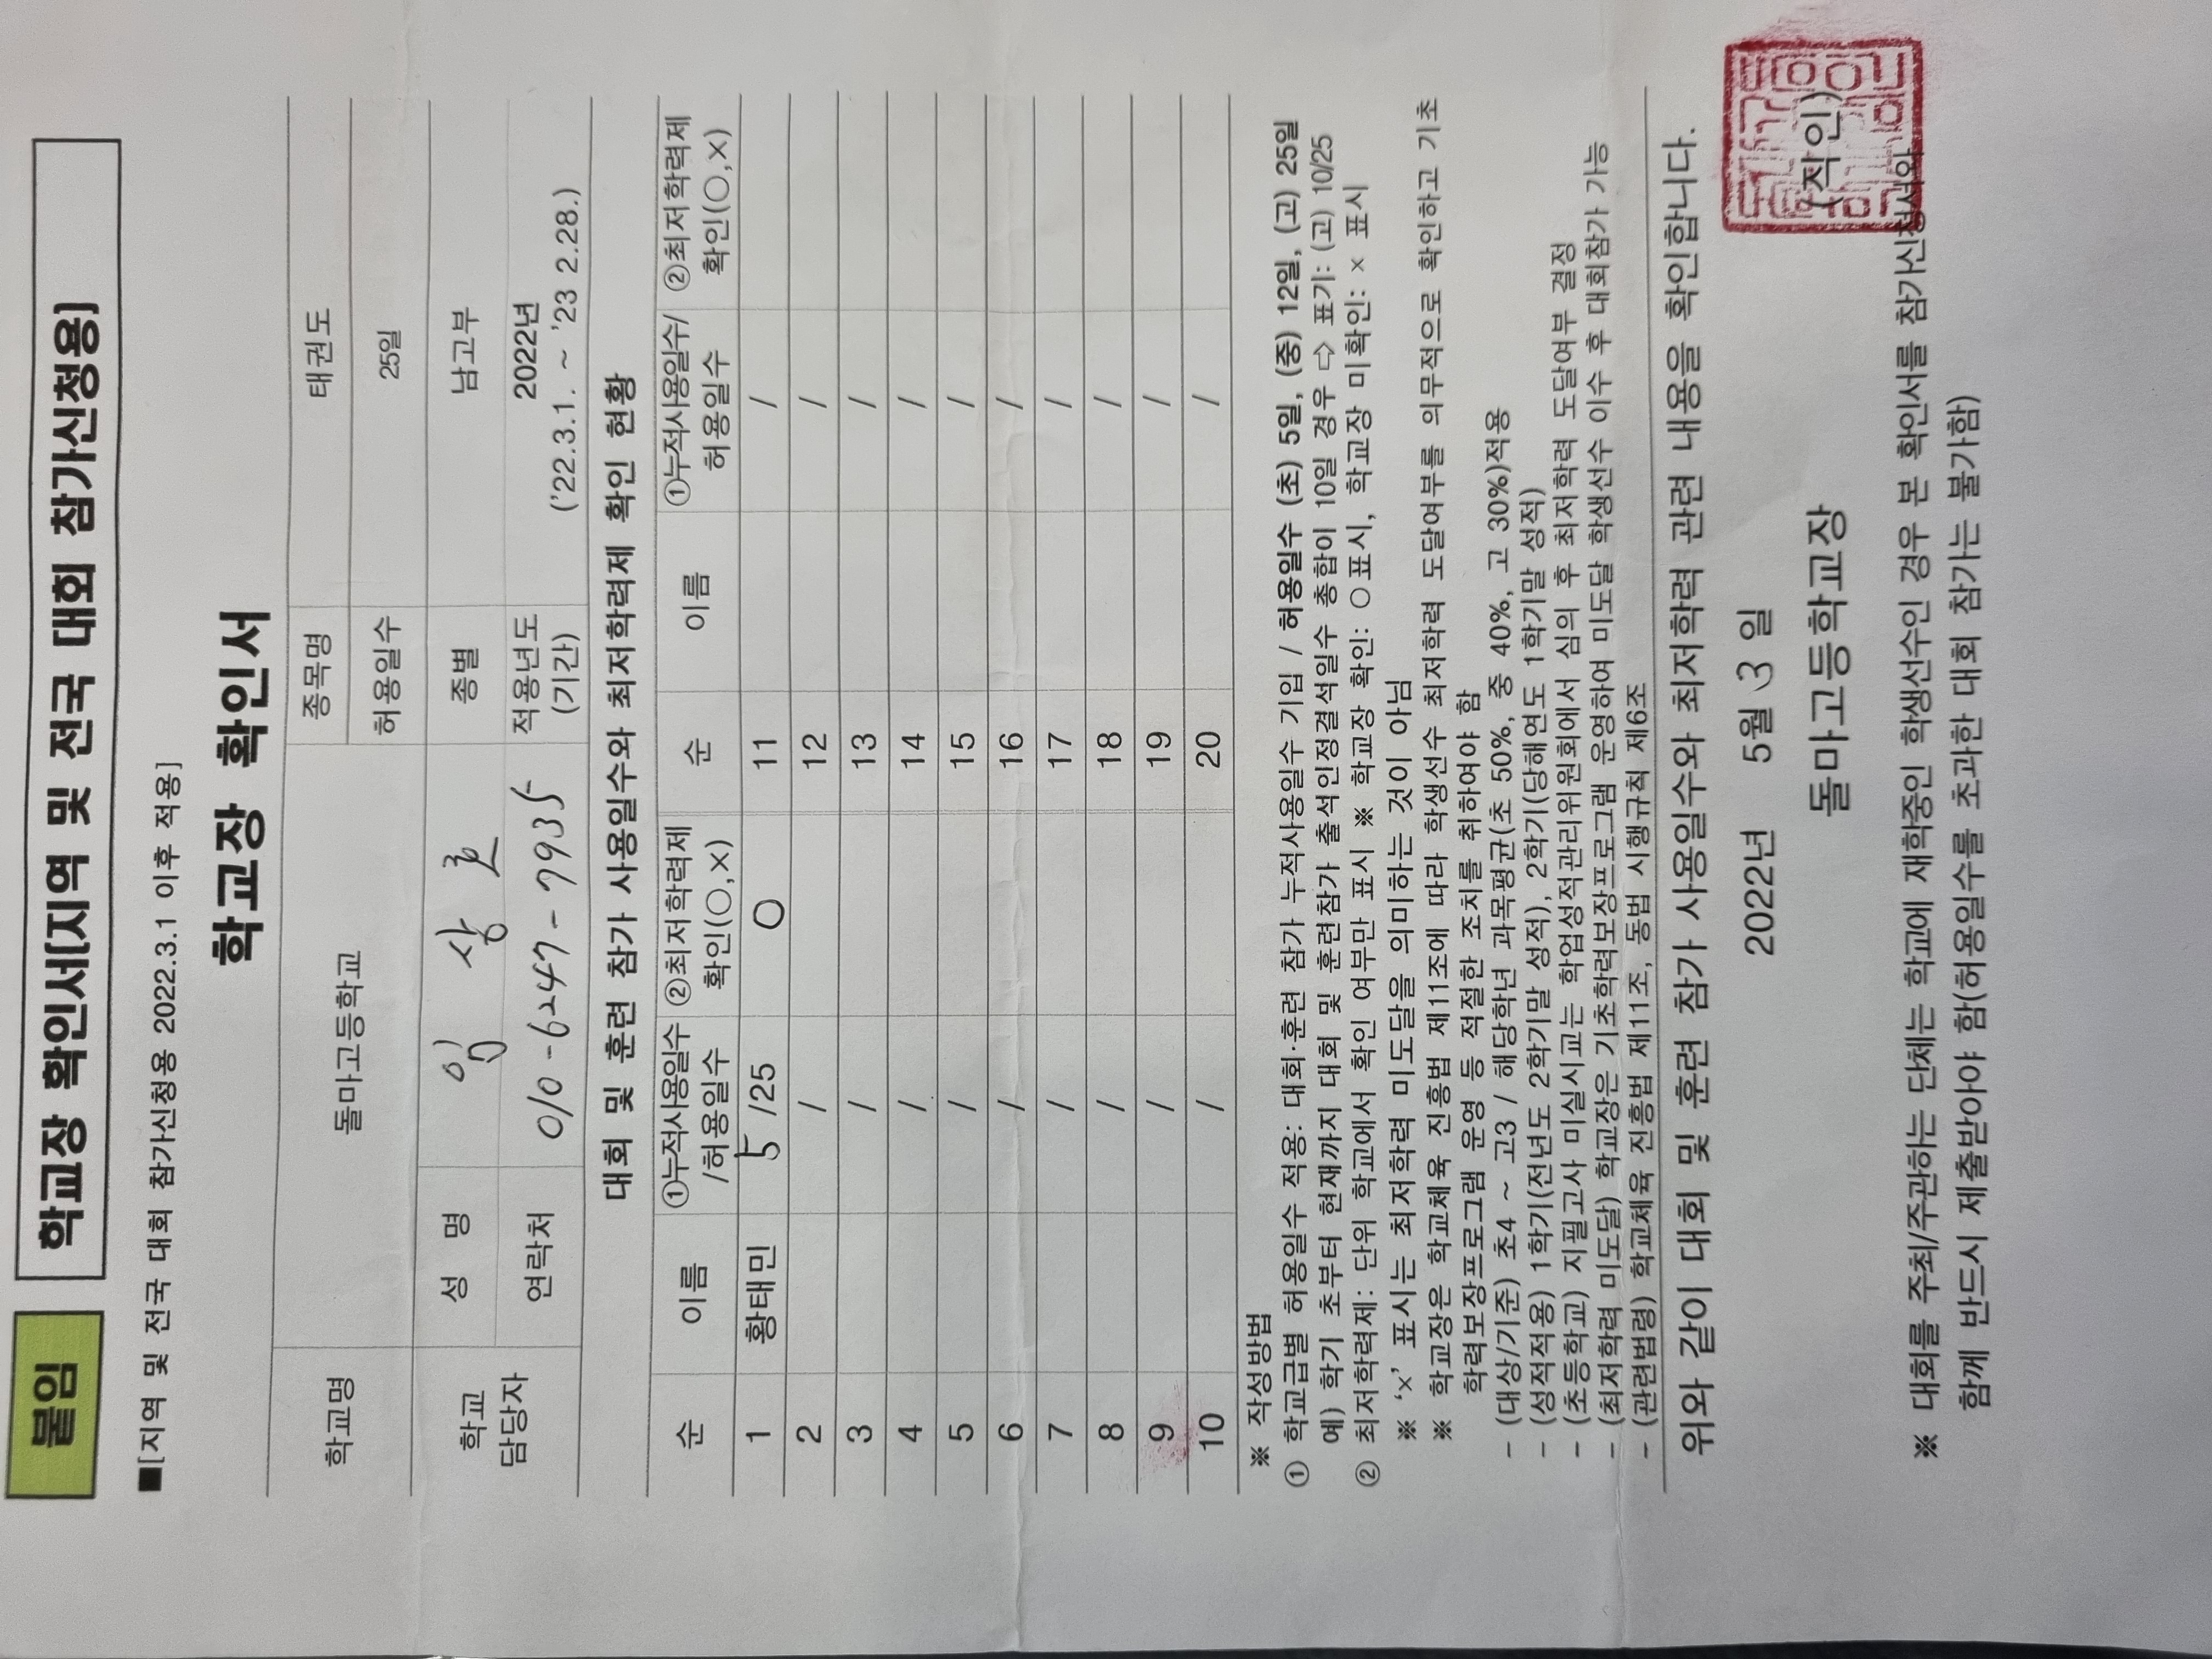 붙임 학교장 확인서(지역 및 전국 대회 참가신청용)
■[지역 및 전국 대회 참가신청용 2022.3.1 이후 적용]
학교장 확인서
학교명 돌마고등학교 종목명 태권도
허용일수 25일
학교 담당자 성 명 임 상 종별 남고부
연락처 010-6247-7935 적용년도 (기간) 2022년 ('22.3.1. ~ '23 2.28.)
대회 및 훈련 참가 사용일수와 최저학력제 확인 현황
순 이름 ①누적사용일수 /허용일수 ②최저학력제 확인(○,×) 순 이름 ①누적사용일수/ 허용일수 ②최저학력제 확인(○,×)
1 황태민 5 /25 ○ 11 /
2 / 12 /
3 / 13 /
4 / 14 /
5 / 15 /
6 / 16 /
7 / 17 /
8 / 18 /
9 / 19 /
10 / 20 /
※ 작성방법
① 학교급별 허용일수 적용: 대회·훈련 참가 누적사용일수 기입 / 허용일수 (초) 5일, (중) 12일, (고) 25일
예) 학기 초부터 현재까지 대회 및 훈련참가 출석인정결석일수 총합이 10일 경우 ⇨ 표기: (고) 10/25
② 최저학력제: 단위 학교에서 확인 여부만 표시 ※ 학교장 확인: ○ 표시, 학교장 미확인: × 표시
※ '×' 표시는 최저학력 미도달을 의미하는 것이 아님
※ 학교장은 학교체육 진흥법 제11조에 따라 학생선수 최저학력 도달여부를 의무적으로 확인하고 기초
학력보장프로그램 운영 등 적절한 조치를 취하여야 함
- (대상/기준) 초4 ~ 고3 / 해당학년 과목평균(초 50%, 중 40%, 고 30%)적용
- (성적적용) 1학기(전년도 2학기말 성적), 2학기(당해연도 1학기말 성적)
- (초등학교) 지필고사 미실시교는 학업성적관리위원회에서 심의 후 최저학력 도달여부 결정
- (최저학력 미도달) 학교장은 기초학력보장프로그램 운영하여 미도달 학생선수 이수 후 대회참가 가능
- (관련법령) 학교체육 진흥법 제11조, 동법 시행규칙 제6조
위와 같이 대회 및 훈련 참가 사용일수와 최저학력 관련 내용을 확인합니다.
2022년 5월 3 일
돌마고등학교장 (직인)
※ 대회를 주최/주관하는 단체는 학교에 재학중인 학생선수인 경우 본 확인서를 참가신청서와
함께 반드시 제출받아야 함(허용일수를 초과한 대회 참가는 불가함)